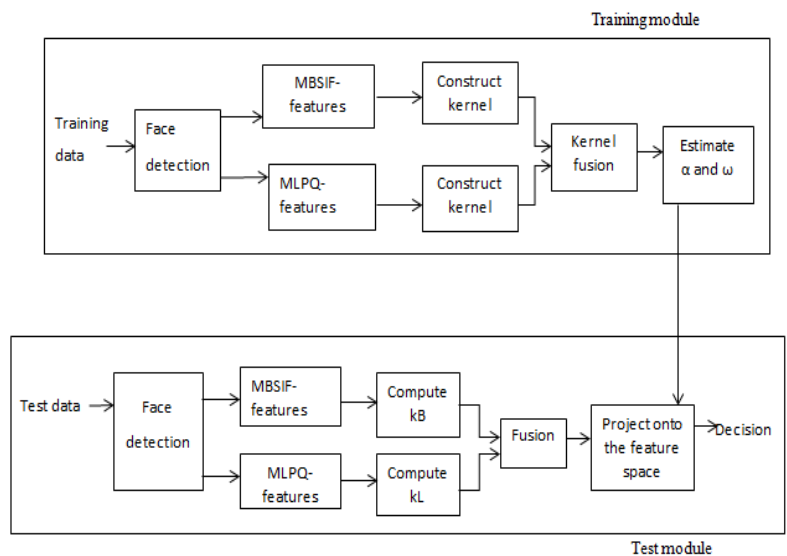 Training module
Training
data
Face
detection
MBSIF-
features
Construct
kernel
MLPQ-
features
Construct
kernel
Kernel
fusion
Estimate
α and ω
Test data
Face
detection
MBSIF-
features
Compute
kB
MLPQ-
features
Compute
kL
Fusion
Project onto
the feature
space
Decision
Test module